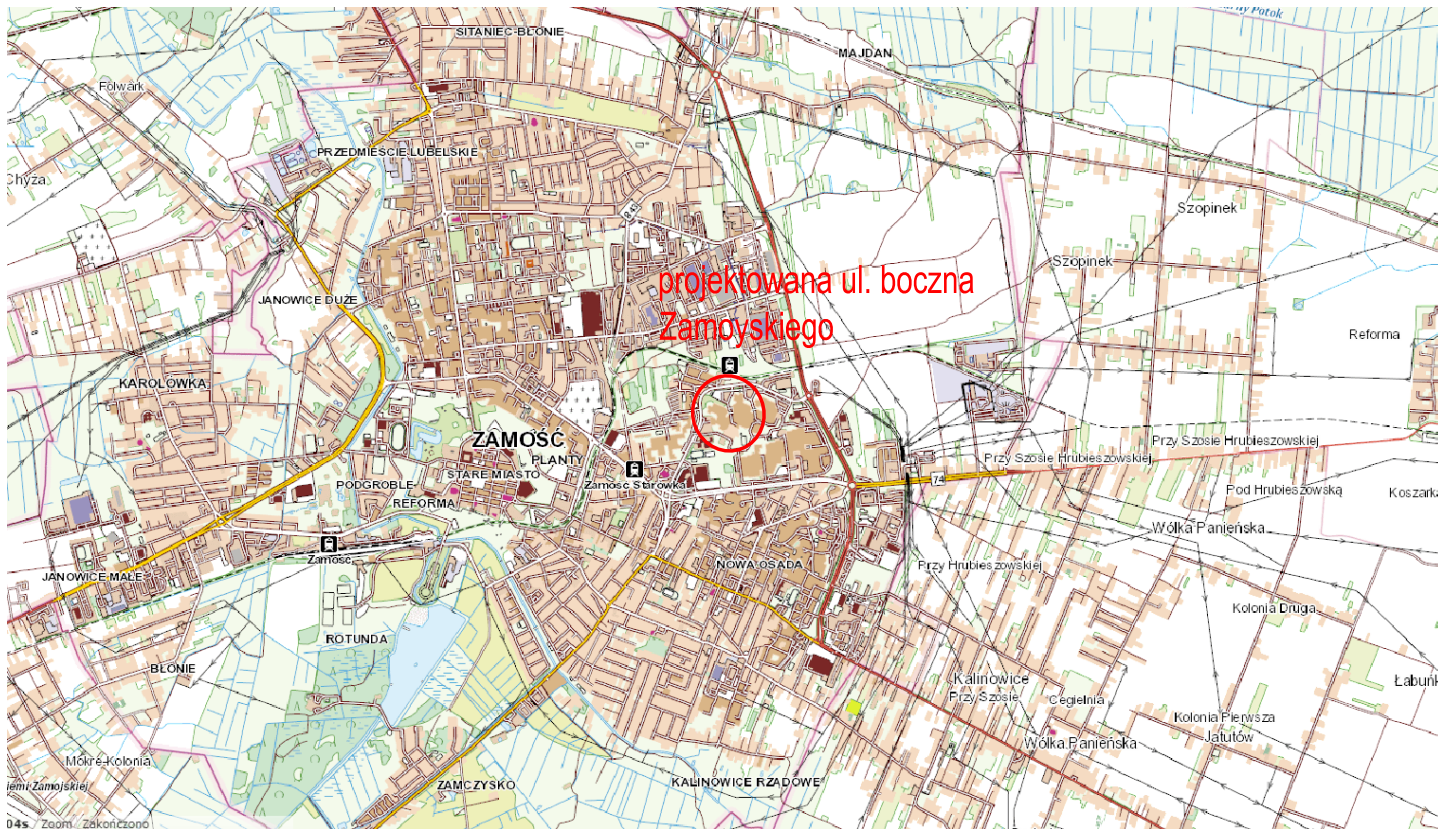 SITANIEC-BŁONIE
MAJDAN
Folwark
PRZEDMIEŚCIE LUBELSKIE
Chyża
Szopinek
Szopinek
projektowana ul. boczna
Zamoyskiego
JANOWICE DUŻE
Reforma
KAROLÓWKA
ZAMOŚĆ
PLANTY
STARE MIASTO
Zamość Starówka
PODGROBLE
REFORMA
Przy Szosie Hrubieszowskiej
Przy Szosie Hrubieszowskiej
74
Pod Hrubieszowską
Wólka Panieńska
Zamość
JANOWICE MAŁE
NOWA OSADA
Przy Hrubieszowskiej
Kolonia Druga
ROTUNDA
BŁONIE
Kalinowice
Przy Szosie
Cegielnia
Kolonia Pierwsza
Jatutów
Wólka Panieńska
Mokre-Kolonia
ZAMCZYSKO
KALINOWICE RZĄDOWE
04s Zoom Zakończono